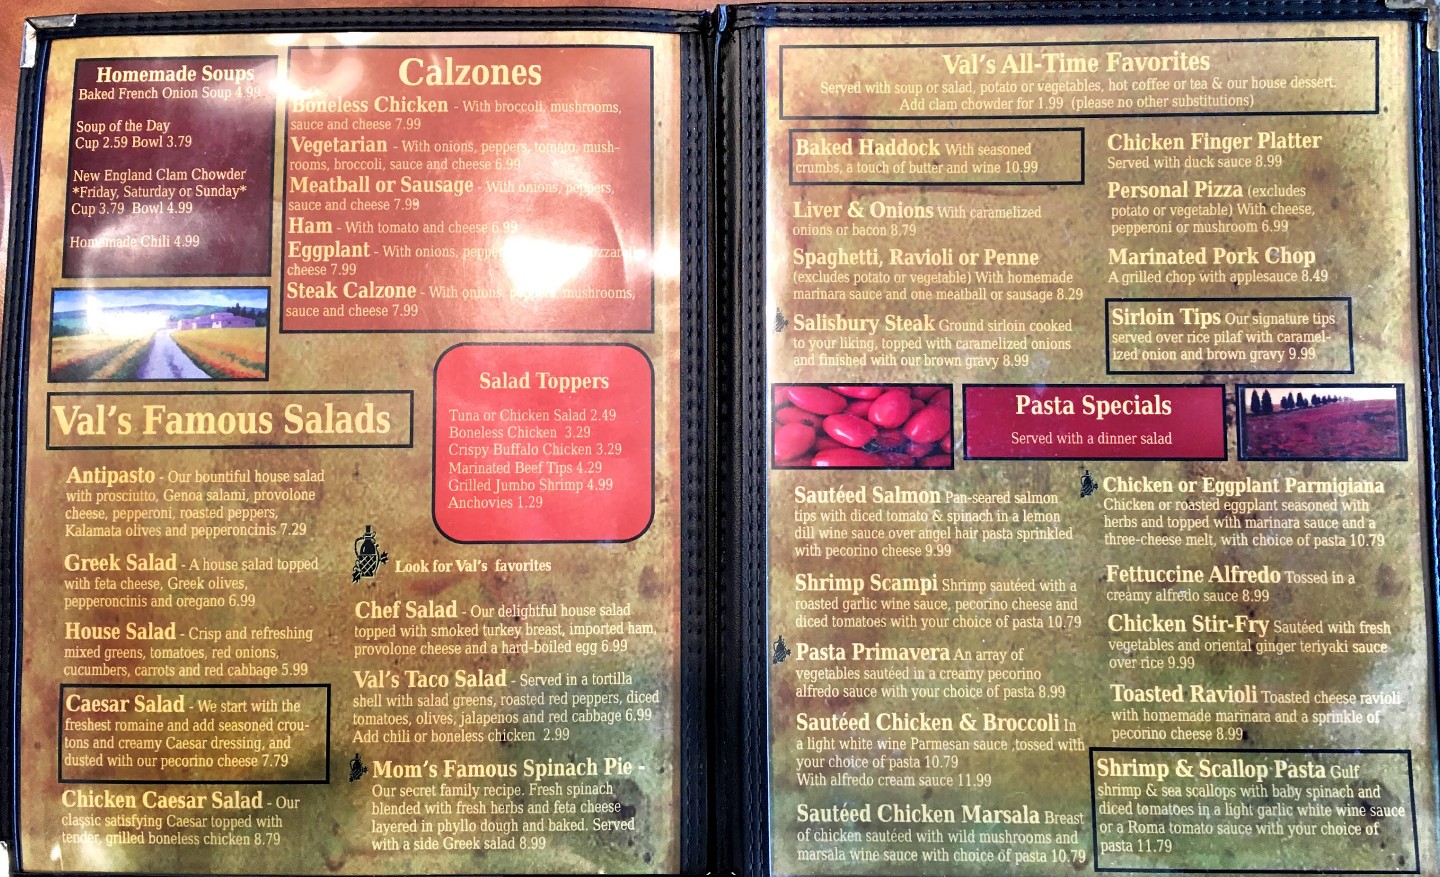 Homemade Soups
Baked French Onion Soup 4.99
Soup of the Day
Cup 2.59 Bowl 3.79
New England Clam Chowder
*Friday, Saturday or Sunday*
Cup 3.79 Bowl 4.99
Homemade Chili 4.99
Calzones
Boneless Chicken - With broccoli, mushrooms,
sauce and cheese 7.99
Vegetarian - With onions, peppers, tomato, mush-
rooms, broccoli, sauce and cheese 6.99
Meatball or Sausage - With onions, peppers,
sauce and cheese 7.99
Ham - With tomato and cheese 6.99
Eggplant - With onions,
cheese 7.99
Steak Calzone - With onions, peppers, mushrooms,
sauce and cheese 7.99
Val's Famous Salads
Salad Toppers
Tuna or Chicken Salad 2.49
Boneless Chicken 3.29
Crispy Buffalo Chicken 3.29
Marinated Beef Tips 4.29
Grilled Jumbo Shrimp 4.99
Anchovies 1.29
Antipasto - Our bountiful house salad
with prosciutto, Genoa salami, provolone
cheese, pepperoni, roasted peppers,
Kalamata olives and pepperoncinis 7.29
Greek Salad - A house salad topped
with feta cheese, Greek olives,
pepperoncinis and oregano 6.99
House Salad - Crisp and refreshing
mixed greens, tomatoes, red onions,
cucumbers, carrots and red cabbage 5.99
Caesar Salad - We start with the
freshest romaine and add seasoned crou-
tons and creamy Caesar dressing, and
dusted with our pecorino cheese 7.79
Chicken Caesar Salad - Our
classic satisfying Caesar topped with
tender, grilled boneless chicken 8.79
Look for Val's favorites
Chef Salad - Our delightful house salad
topped with smoked turkey breast, imported ham,
provolone cheese and a hard-boiled egg 6.99
Val's Taco Salad - Served in a tortilla
shell with salad greens, roasted red peppers, diced
tomatoes, olives, jalapenos and red cabbage 6.99
Add chili or boneless chicken 2.99
Mom's Famous Spinach Pie -
Our secret family recipe. Fresh spinach
blended with fresh herbs and feta cheese
layered in phyllo dough and baked. Served
with a side Greek salad 8.99
Val's All-Time Favorites
Served with soup or salad, potato or vegetables, hot coffee or tea & our house dessert.
Add clam chowder for 1.99 (please no other substitutions)
Baked Haddock With seasoned
crumbs, a touch of butter and wine 10.99
Liver & Onions With caramelized
onions or bacon 8.79
Spaghetti, Ravioli or Penne
(excludes potato or vegetable) With homemade
marinara sauce and one meatball or sausage 8.29
Salisbury Steak Ground sirloin cooked
to your liking, topped with caramelized onions
and finished with our brown gravy 8.99
Chicken Finger Platter
Served with duck sauce 8.99
Personal Pizza (excludes
potato or vegetable) With cheese,
pepperoni or mushroom 6.99
Marinated Pork Chop
A grilled chop with applesauce 8.49
Sirloin Tips Our signature tips
served over rice pilaf with caramel-
ized onion and brown gravy 9.99
Pasta Specials
Served with a dinner salad
Sautéed Salmon Pan-seared salmon
tips with diced tomato & spinach in a lemon
dill wine sauce over angel hair pasta sprinkled
with pecorino cheese 9.99
Shrimp Scampi Shrimp sautéed with a
roasted garlic wine sauce, pecorino cheese and
diced tomatoes with your choice of pasta 10.79
Pasta Primavera An array of
vegetables sautéed in a creamy pecorino
alfredo sauce with your choice of pasta 8.99
Sautéed Chicken & Broccoli In
a light white wine Parmesan sauce ,tossed with
your choice of pasta 10.79
With alfredo cream sauce 11.99
Sautéed Chicken Marsala Breast
of chicken sautéed with wild mushrooms and
marsala wine sauce with choice of pasta 10.79
Chicken or Eggplant Parmigiana
Chicken or roasted eggplant seasoned with
herbs and topped with marinara sauce and a
three-cheese melt, with choice of pasta 10.79
Fettuccine Alfredo Tossed in a
creamy alfredo sauce 8.99
Chicken Stir-Fry Sautéed with fresh
vegetables and oriental ginger teriyaki sauce
over rice 9.99
Toasted Ravioli Toasted cheese ravioli
with homemade marinara and a sprinkle of
pecorino cheese 8.99
Shrimp & Scallop Pasta Gulf
shrimp & sea scallops with baby spinach and
diced tomatoes in a light garlic white wine sauce
or a Roma tomato sauce with your choice of
pasta 11.79